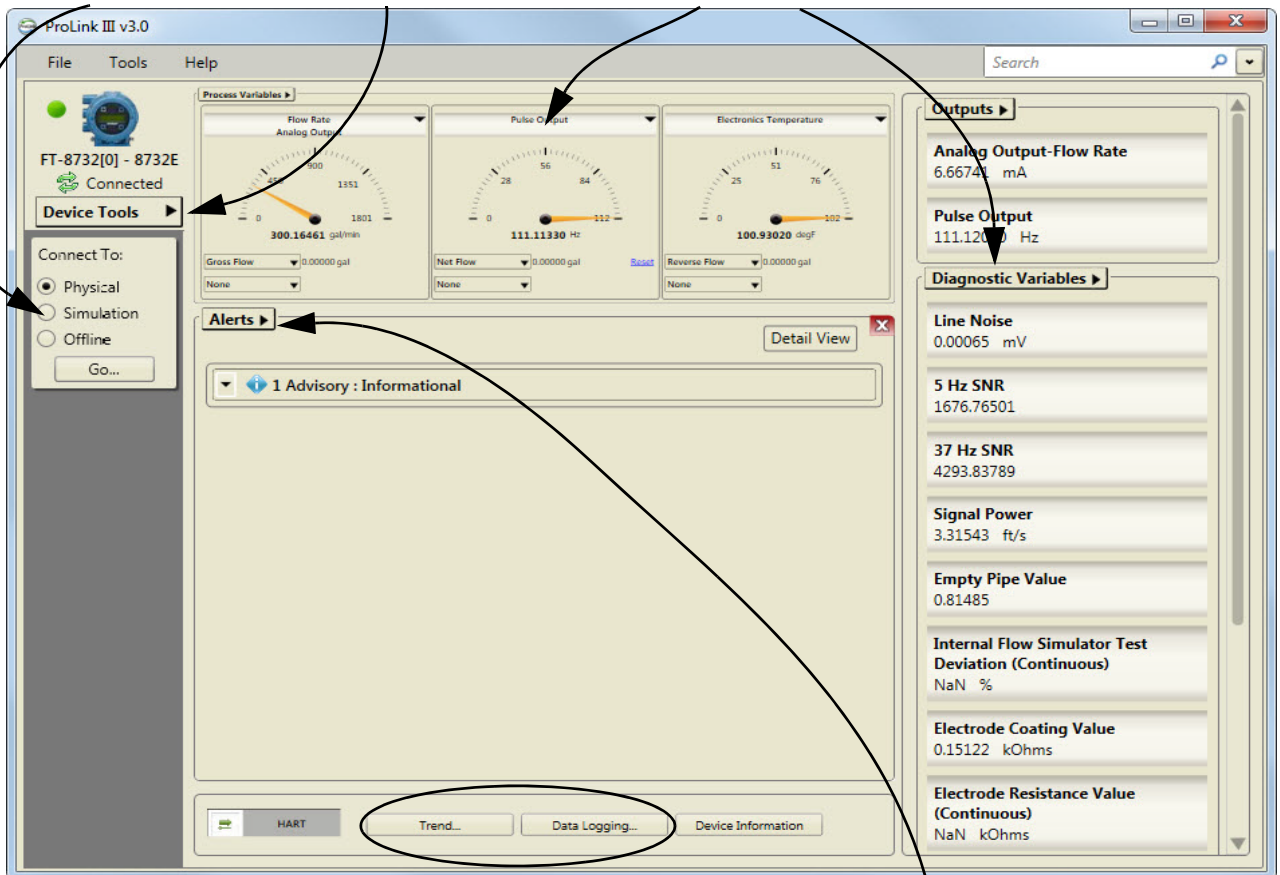 ProLink III v3.0
File Tools Help
Search
FT-8732[0] - 8732E
Connected
Device Tools
Connect To:
Physical
Simulation
Offline
Go...
Process Variables
Flow Rate
Analog Output
0 450 900 1351 1801
300.16461 gal/min
Gross Flow 0.00000 gal
None
Pulse Output
0 28 56 84 112
111.11330 Hz
Net Flow 0.00000 gal Reset
None
Electronics Temperature
0 25 51 76 102
100.93020 degF
Reverse Flow 0.00000 gal
None
Alerts
Detail View
1 Advisory : Informational
HART
Trend... Data Logging... Device Information
Outputs
Analog Output-Flow Rate
6.66741 mA
Pulse Output
Hz
Diagnostic Variables
Line Noise
0.00065 mV
5 Hz SNR
1676.76501
37 Hz SNR
4293.83789
Signal Power
3.31543 ft/s
Empty Pipe Value
0.81485
Internal Flow Simulator Test
Deviation (Continuous)
NaN %
Electrode Coating Value
0.15122 kOhms
Electrode Resistance Value
(Continuous)
NaN kOhms